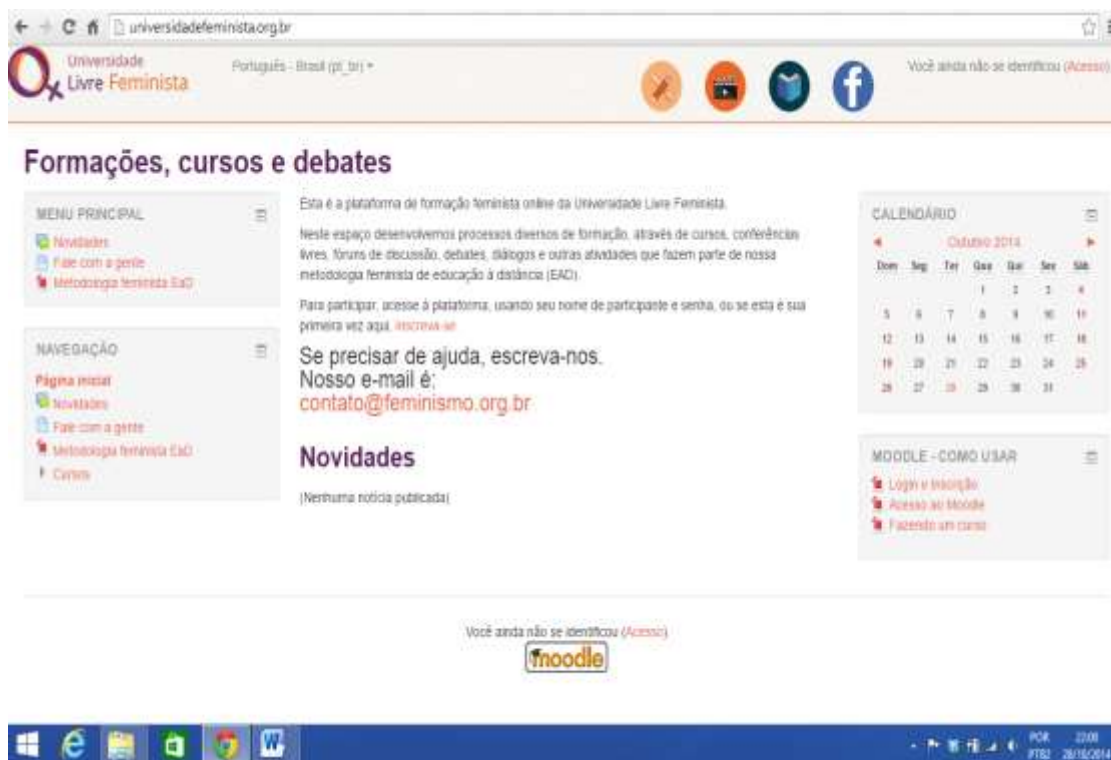 universidadefeminista.org.br
Universidade
Livre Feminista
Português - Brasil (pt_br)
Você ainda não se identificou (Acesso)
Formações, cursos e debates
MENU PRINCIPAL
Novidades
Fale com a gente
Metodologia feminista EaD
NAVEGAÇÃO
Página inicial
Novidades
Fale com a gente
Metodologia feminista EaD
Cursos
Esta é a plataforma de formação feminista online da Universidade Livre Feminista.
Neste espaço desenvolvemos processos diversos de formação, através de cursos, conferências
livres, fóruns de discussão, debates, diálogos e outras atividades que fazem parte de nossa
metodologia feminista de educação à distância (EAD).
Para participar, acesse à plataforma, usando seu nome de participante e senha, ou se esta é sua
primeira vez aqui, inscreva-se
Se precisar de ajuda, escreva-nos.
Nosso e-mail é:
contato@feminismo.org.br
Novidades
(Nenhuma notícia publicada)
CALENDÁRIO
Outubro 2014
Dom Seg Ter Qua Qui Sex Sáb
1 2 3 4
5 6 7 8 9 10 11
12 13 14 15 16 17 18
19 20 21 22 23 24 25
26 27 28 29 30 31
MOODLE - COMO USAR
Login e Inscrição
Acesso ao Moodle
Fazendo um curso
Você ainda não se identificou (Acesso)
moodle
POR 22:00
PTB2 28/10/2014